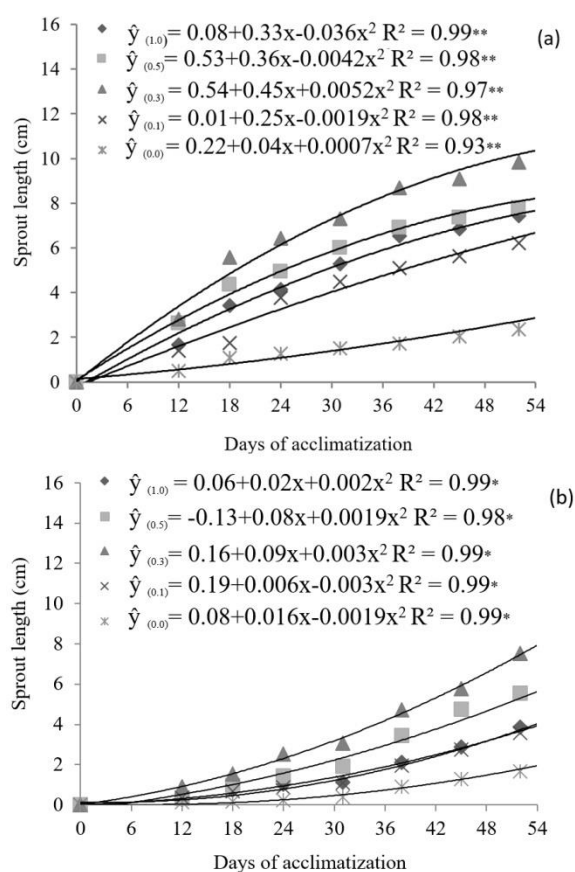 (a)
ŷ (1.0) = 0.08+0.33x-0.036x² R² = 0.99**
ŷ (0.5) = 0.53+0.36x-0.0042x² R² = 0.98**
ŷ (0.3) = 0.54+0.45x+0.0052x² R² = 0.97**
ŷ (0.1) = 0.01+0.25x-0.0019x² R² = 0.98**
ŷ (0.0) = 0.22+0.04x+0.0007x² R² = 0.93**
Sprout length (cm)
16
14
12
10
8
6
4
2
0
0 6 12 18 24 30 36 42 48 54
Days of acclimatization
(b)
ŷ (1.0) = 0.06+0.02x+0.002x² R² = 0.99*
ŷ (0.5) = -0.13+0.08x+0.0019x² R² = 0.98*
ŷ (0.3) = 0.16+0.09x+0.003x² R² = 0.99*
ŷ (0.1) = 0.19+0.006x-0.003x² R² = 0.99*
ŷ (0.0) = 0.08+0.016x-0.0019x² R² = 0.99*
Sprout length (cm)
16
14
12
10
8
6
4
2
0
0 6 12 18 24 30 36 42 48 54
Days of acclimatization